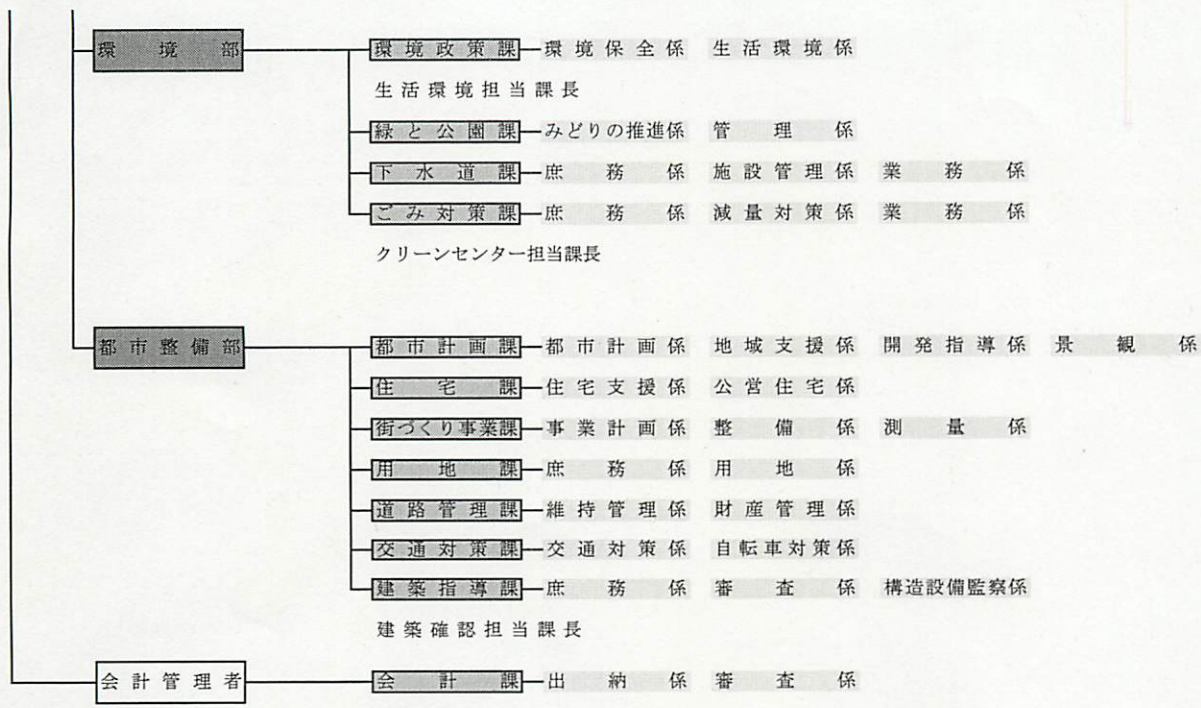 環境部 環境政策課 環境保全係 生活環境係
生活環境担当課長
緑と公園課 みどりの推進係 管理係
下水道課 庶務係 施設管理係 業務係
ごみ対策課 庶務係 減量対策係 業務係
クリーンセンター担当課長
都市整備部 都市計画課 都市計画係 地域支援係 開発指導係 景観係
住宅課 住宅支援係 公営住宅係
街づくり事業課 事業計画係 整備係 測量係
用地課 庶務係 用地係
道路管理課 維持管理係 財産管理係
交通対策課 交通対策係 自転車対策係
建築指導課 庶務係 審査係 構造設備監察係
建築確認担当課長
会計管理者 会計課 出納係 審査係